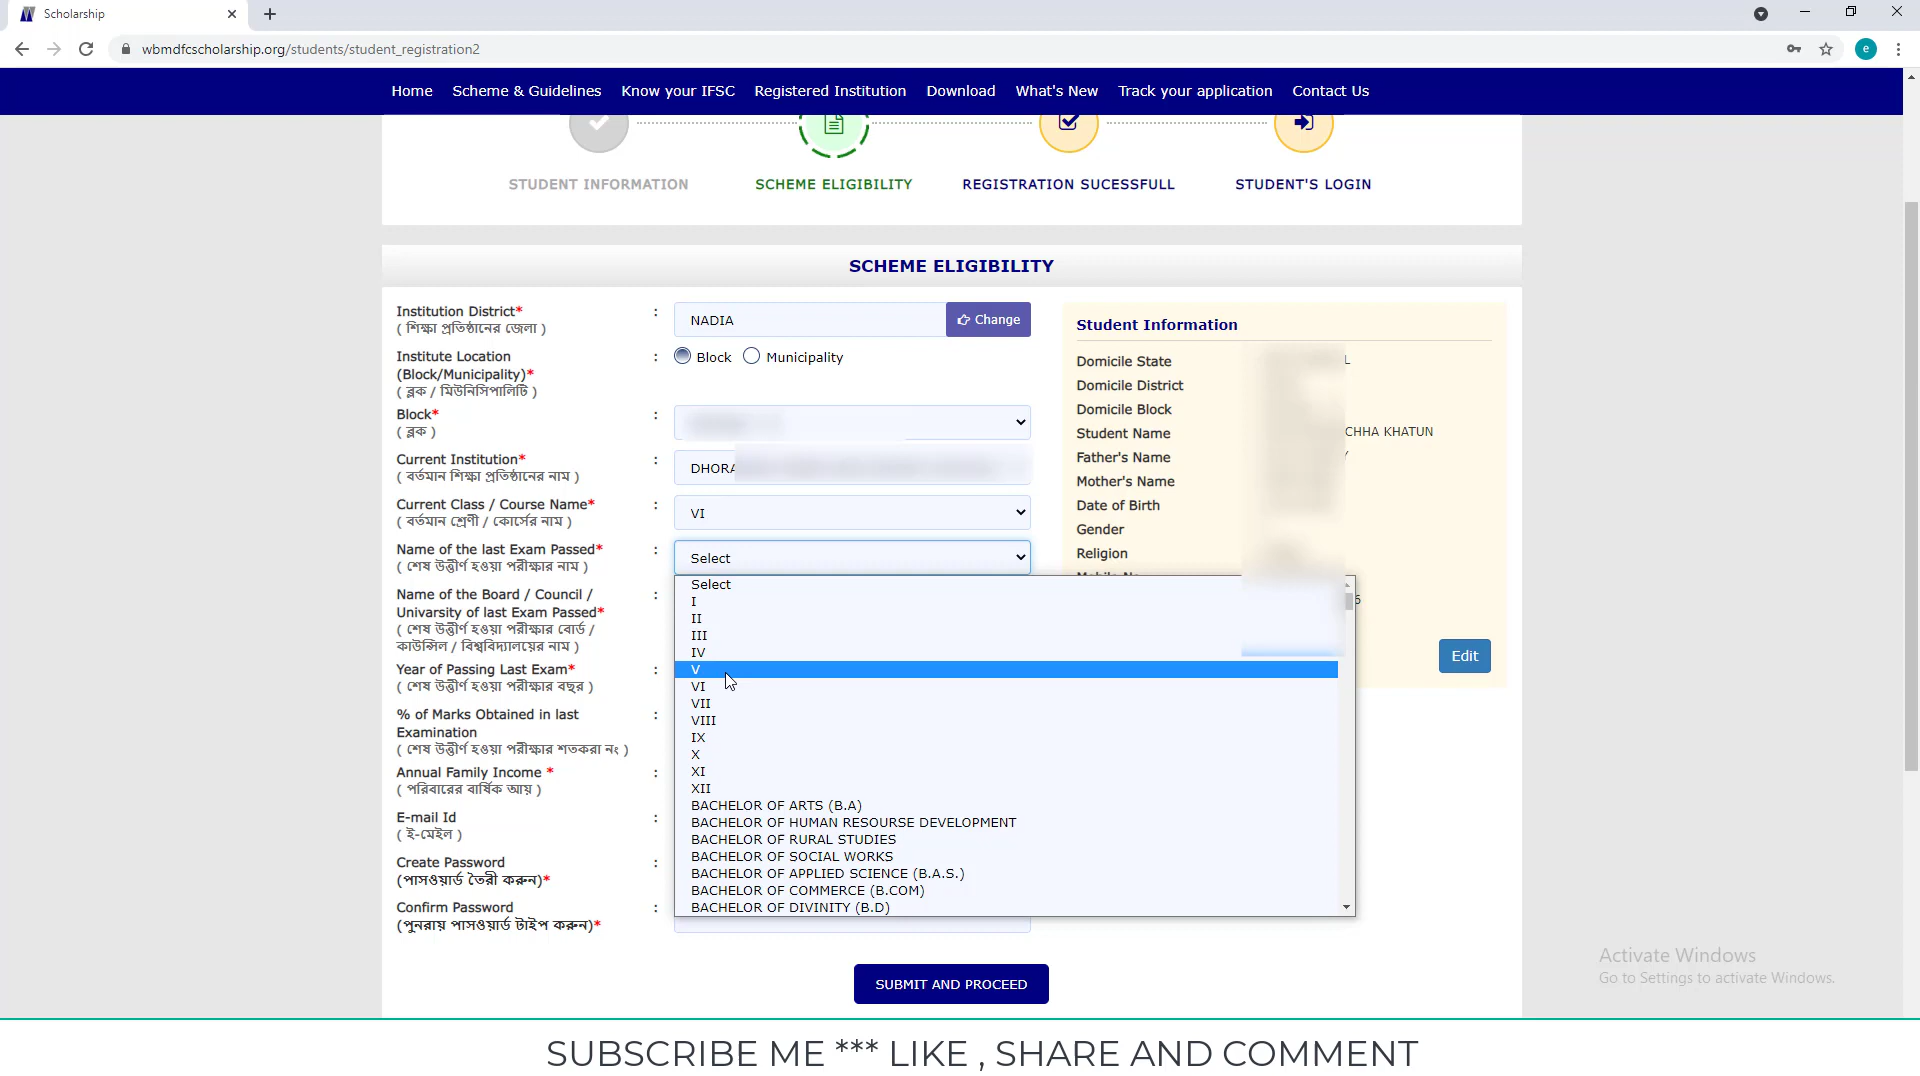 Scholarship
wbmdfcscholarship.org/students/student_registration2
e
Home Scheme & Guidelines Know your IFSC Registered Institution Download What's New Track your application Contact Us
STUDENT INFORMATION SCHEME ELIGIBILITY REGISTRATION SUCESSFULL STUDENT'S LOGIN
SCHEME ELIGIBILITY
Institution District* : NADIA Change
( শিক্ষা প্রতিষ্ঠানের জেলা )
Institute Location : Block Municipality
(Block/Municipality)*
( ব্লক / মিউনিসিপালিটি )
Block* :
( ব্লক )
Current Institution* : DHORA
( বর্তমান শিক্ষা প্রতিষ্ঠানের নাম )
Current Class / Course Name* : VI
( বর্তমান শ্রেণী / কোর্সের নাম )
Name of the last Exam Passed* : Select
( শেষ উত্তীর্ণ হওয়া পরীক্ষার নাম )
Name of the Board / Council / :
Univarsity of last Exam Passed*
( শেষ উত্তীর্ণ হওয়া পরীক্ষার বোর্ড /
কাউন্সিল / বিশ্ববিদ্যালয়ের নাম )
Year of Passing Last Exam* :
( শেষ উত্তীর্ণ হওয়া পরীক্ষার বছর )
% of Marks Obtained in last :
Examination
( শেষ উত্তীর্ণ হওয়া পরীক্ষার শতকরা নং )
Annual Family Income * :
( পরিবারের বার্ষিক আয় )
E-mail Id :
( ই-মেইল )
Create Password :
(পাসওয়ার্ড তৈরী করুন)*
Confirm Password :
(পুনরায় পাসওয়ার্ড টাইপ করুন)*
Select
I
II
III
IV
V
VI
VII
VIII
IX
X
XI
XII
BACHELOR OF ARTS (B.A)
BACHELOR OF HUMAN RESOURSE DEVELOPMENT
BACHELOR OF RURAL STUDIES
BACHELOR OF SOCIAL WORKS
BACHELOR OF APPLIED SCIENCE (B.A.S.)
BACHELOR OF COMMERCE (B.COM)
BACHELOR OF DIVINITY (B.D)
Student Information
Domicile State L
Domicile District
Domicile Block
Student Name CHHA KHATUN
Father's Name
Mother's Name
Date of Birth
Gender
Religion
Edit
SUBMIT AND PROCEED
Activate Windows
Go to Settings to activate Windows.
SUBSCRIBE ME *** LIKE , SHARE AND COMMENT